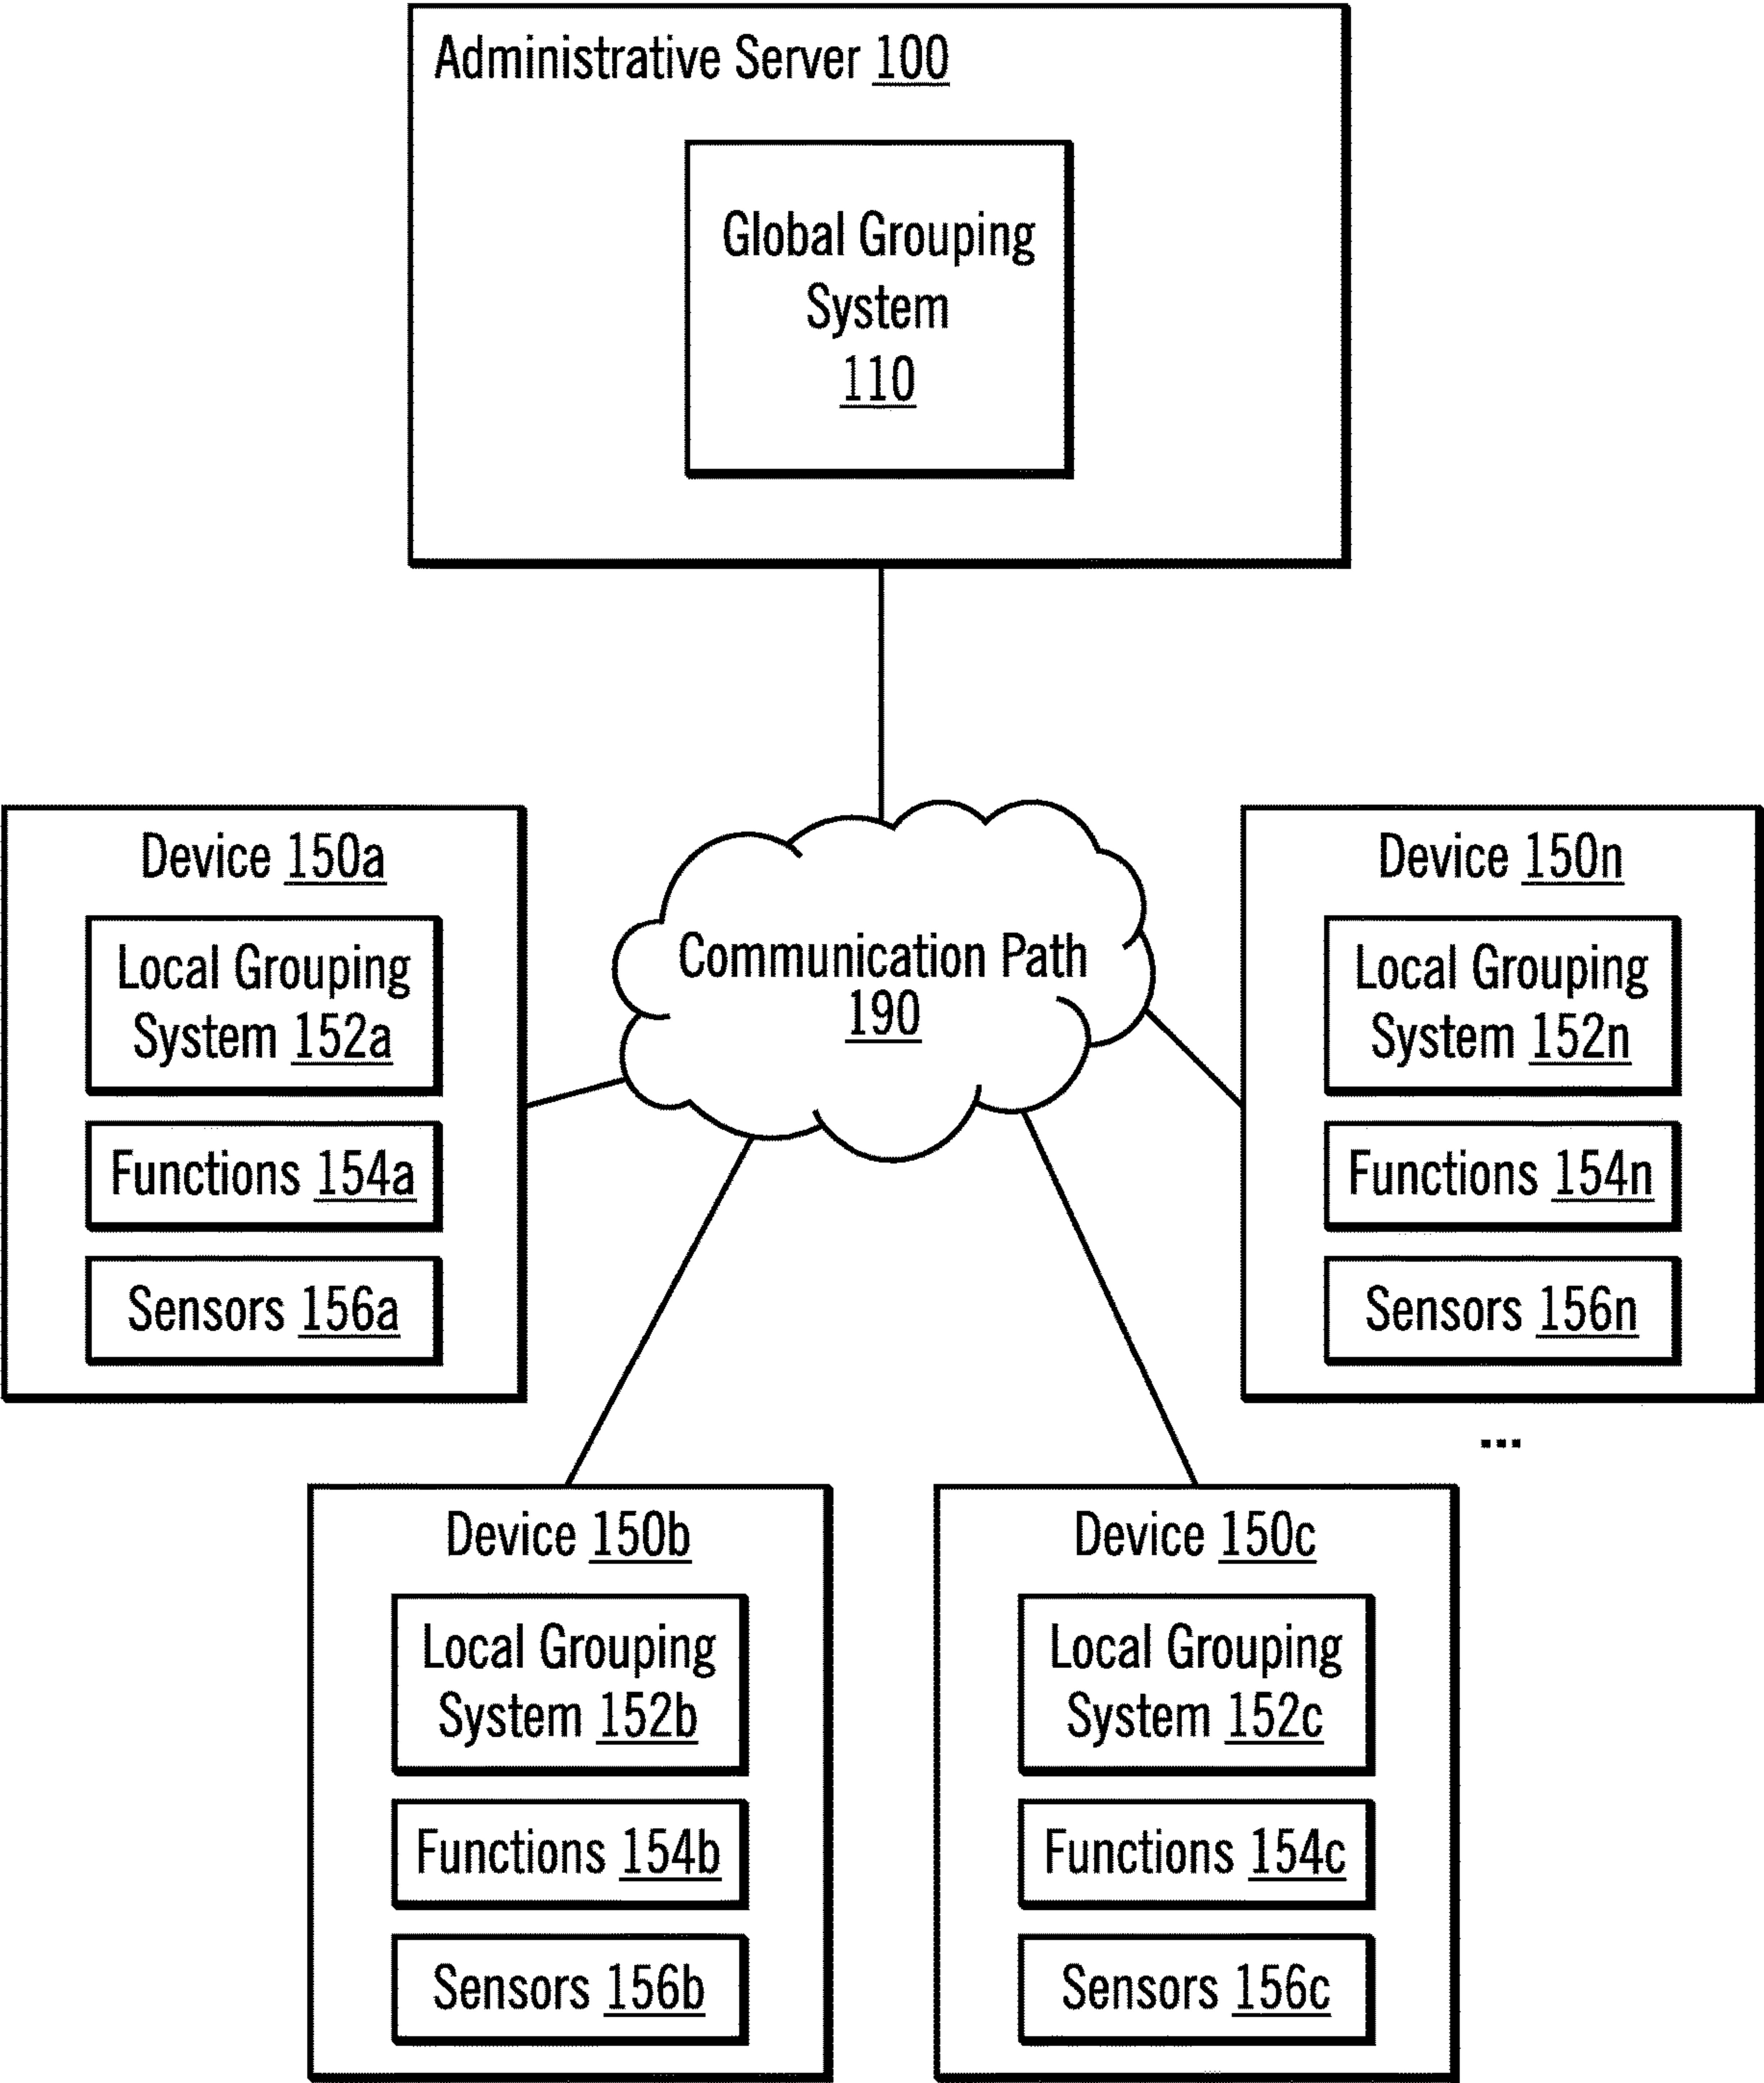 Administrative Server 100
Global Grouping
System
110
Communication Path
190
Device 150a
Local Grouping
System 152a
Functions 154a
Sensors 156a
Device 150n
Local Grouping
System 152n
Functions 154n
Sensors 156n
...
Device 150b
Local Grouping
System 152b
Functions 154b
Sensors 156b
Device 150c
Local Grouping
System 152c
Functions 154c
Sensors 156c